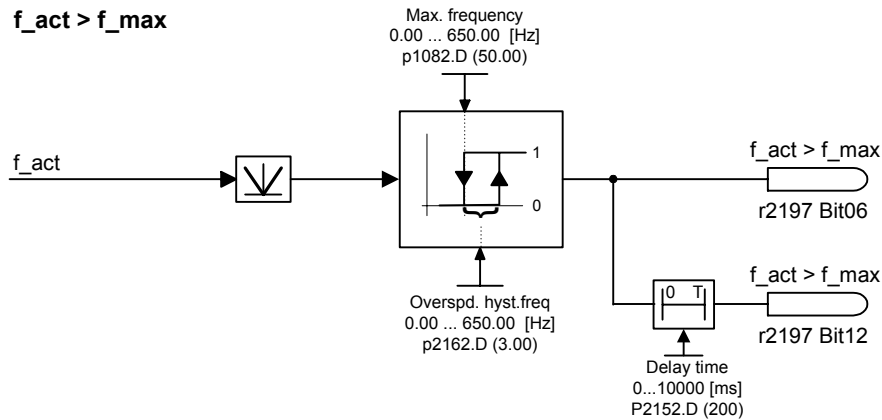 f_act > f_max
Max. frequency
0.00 ... 650.00 [Hz]
p1082.D (50.00)
f_act
1
0
f_act > f_max
r2197 Bit06
Overspd. hyst.freq
0.00 ... 650.00 [Hz]
p2162.D (3.00)
0 T
f_act > f_max
r2197 Bit12
Delay time
0...10000 [ms]
P2152.D (200)